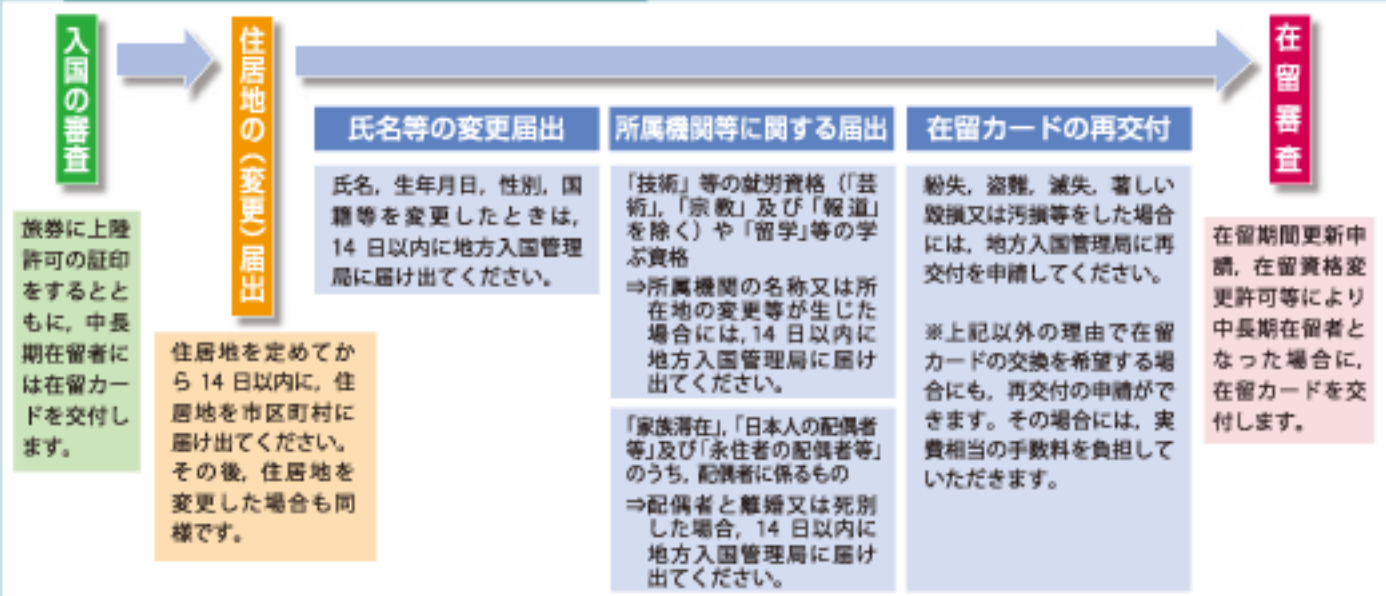 入国の審査
旅券に上陸
許可の証印
をするとと
もに，中長
期在留者に
は在留カー
ドを交付し
ます。
住居地の（変更）届出
住居地を定めてか
ら 14 日以内に，住
居地を市区町村に
届け出てください。
その後，住居地を
変更した場合も同
様です。
氏名等の変更届出
氏名，生年月日，性別，国
籍等を変更したときは，
14 日以内に地方入国管理
局に届け出てください。
所属機関等に関する届出
「技術」等の就労資格（「芸
術」，「宗教」及び「報道」
を除く）や「留学」等の学
ぶ資格
⇒所属機関の名称又は所
在地の変更等が生じた
場合には，14 日以内に
地方入国管理局に届け
出てください。
「家族滞在」，「日本人の配偶者
等」及び「永住者の配偶者等」
のうち，配偶者に係るもの
⇒配偶者と離婚又は死別
した場合，14 日以内に
地方入国管理局に届け
出てください。
在留カードの再交付
紛失，盗難，滅失，著しい
毀損又は汚損等をした場合
には，地方入国管理局に再
交付を申請してください。
※上記以外の理由で在留
カードの交換を希望する場
合にも，再交付の申請がで
きます。その場合には，実
費相当の手数料を負担して
いただきます。
在留審査
在留期間更新申
請，在留資格変
更許可等により
中長期在留者と
なった場合に，
在留カードを交
付します。